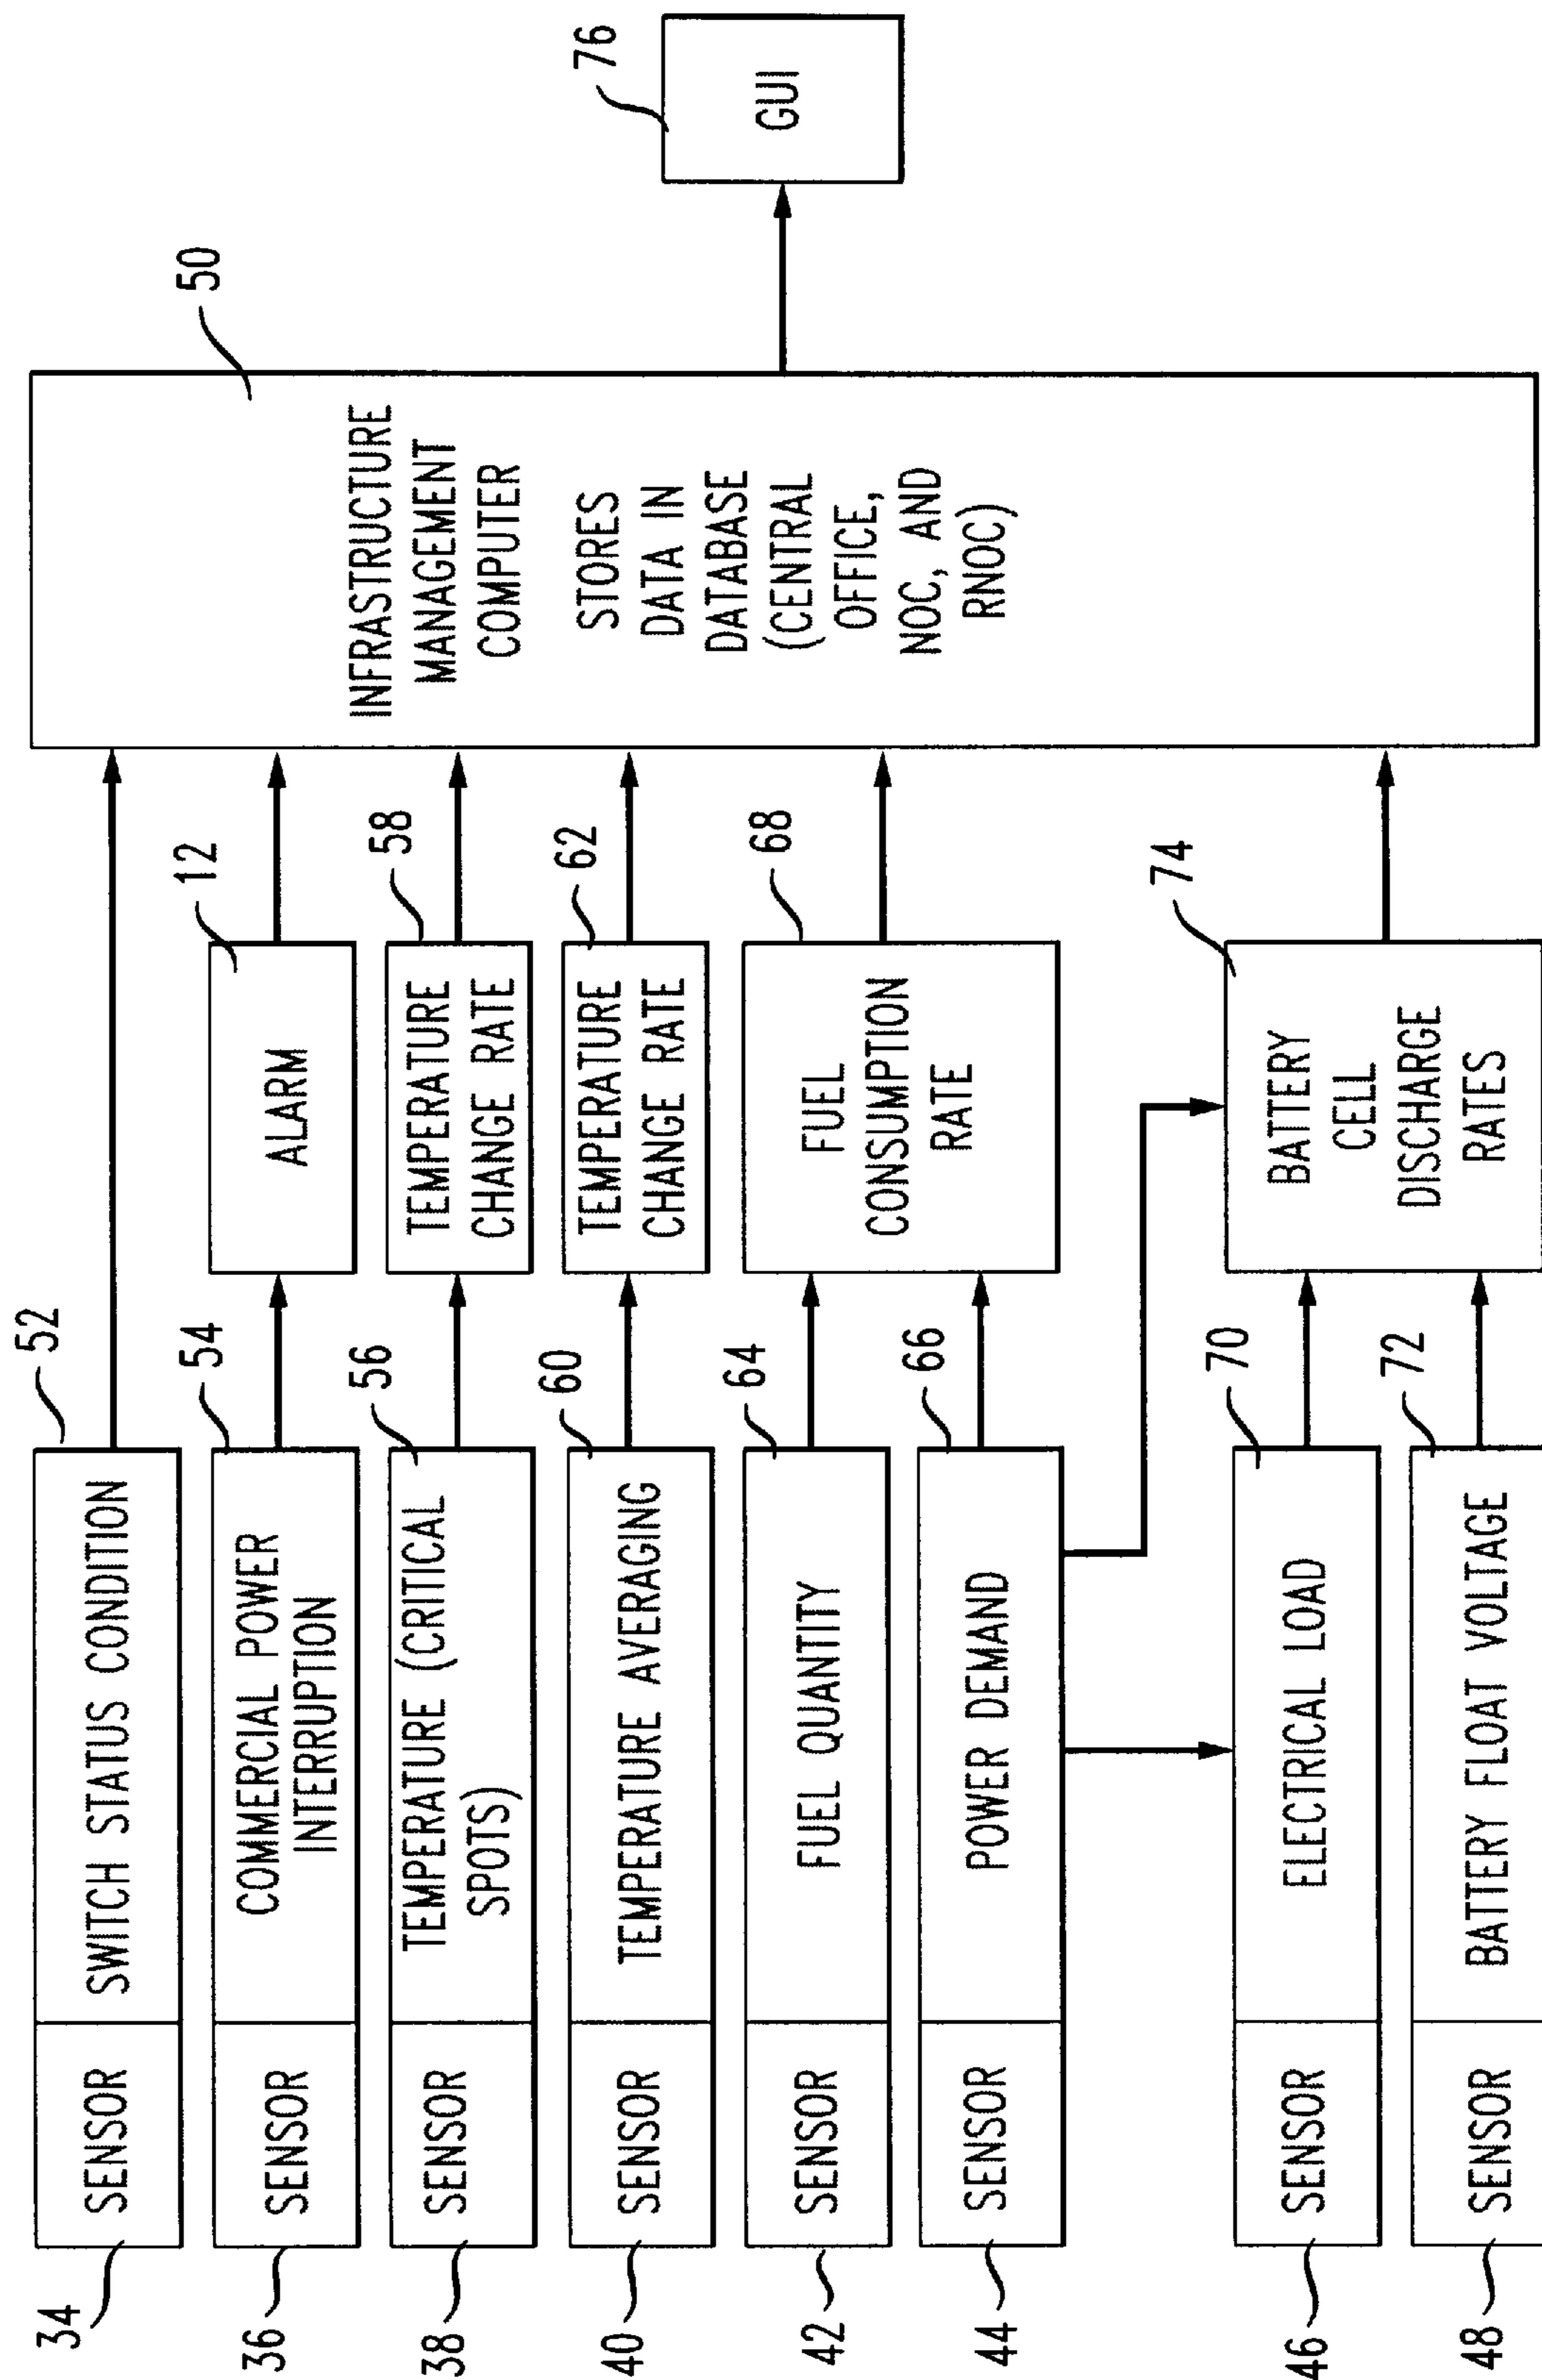 34
SENSOR
SWITCH STATUS CONDITION
52
36
SENSOR
COMMERCIAL POWER
INTERRUPTION
54
ALARM
12
38
SENSOR
TEMPERATURE (CRITICAL
SPOTS)
56
TEMPERATURE
CHANGE RATE
58
40
SENSOR
TEMPERATURE AVERAGING
60
TEMPERATURE
CHANGE RATE
62
42
SENSOR
FUEL QUANTITY
64
44
SENSOR
POWER DEMAND
66
FUEL
CONSUMPTION
RATE
68
46
SENSOR
ELECTRICAL LOAD
70
48
SENSOR
BATTERY FLOAT VOLTAGE
72
BATTERY
CELL
DISCHARGE
RATES
74
INFRASTRUCTURE
MANAGEMENT
COMPUTER
STORES
DATA IN
DATABASE
(CENTRAL
OFFICE,
NOC, AND
RNOC)
50
GUI
76